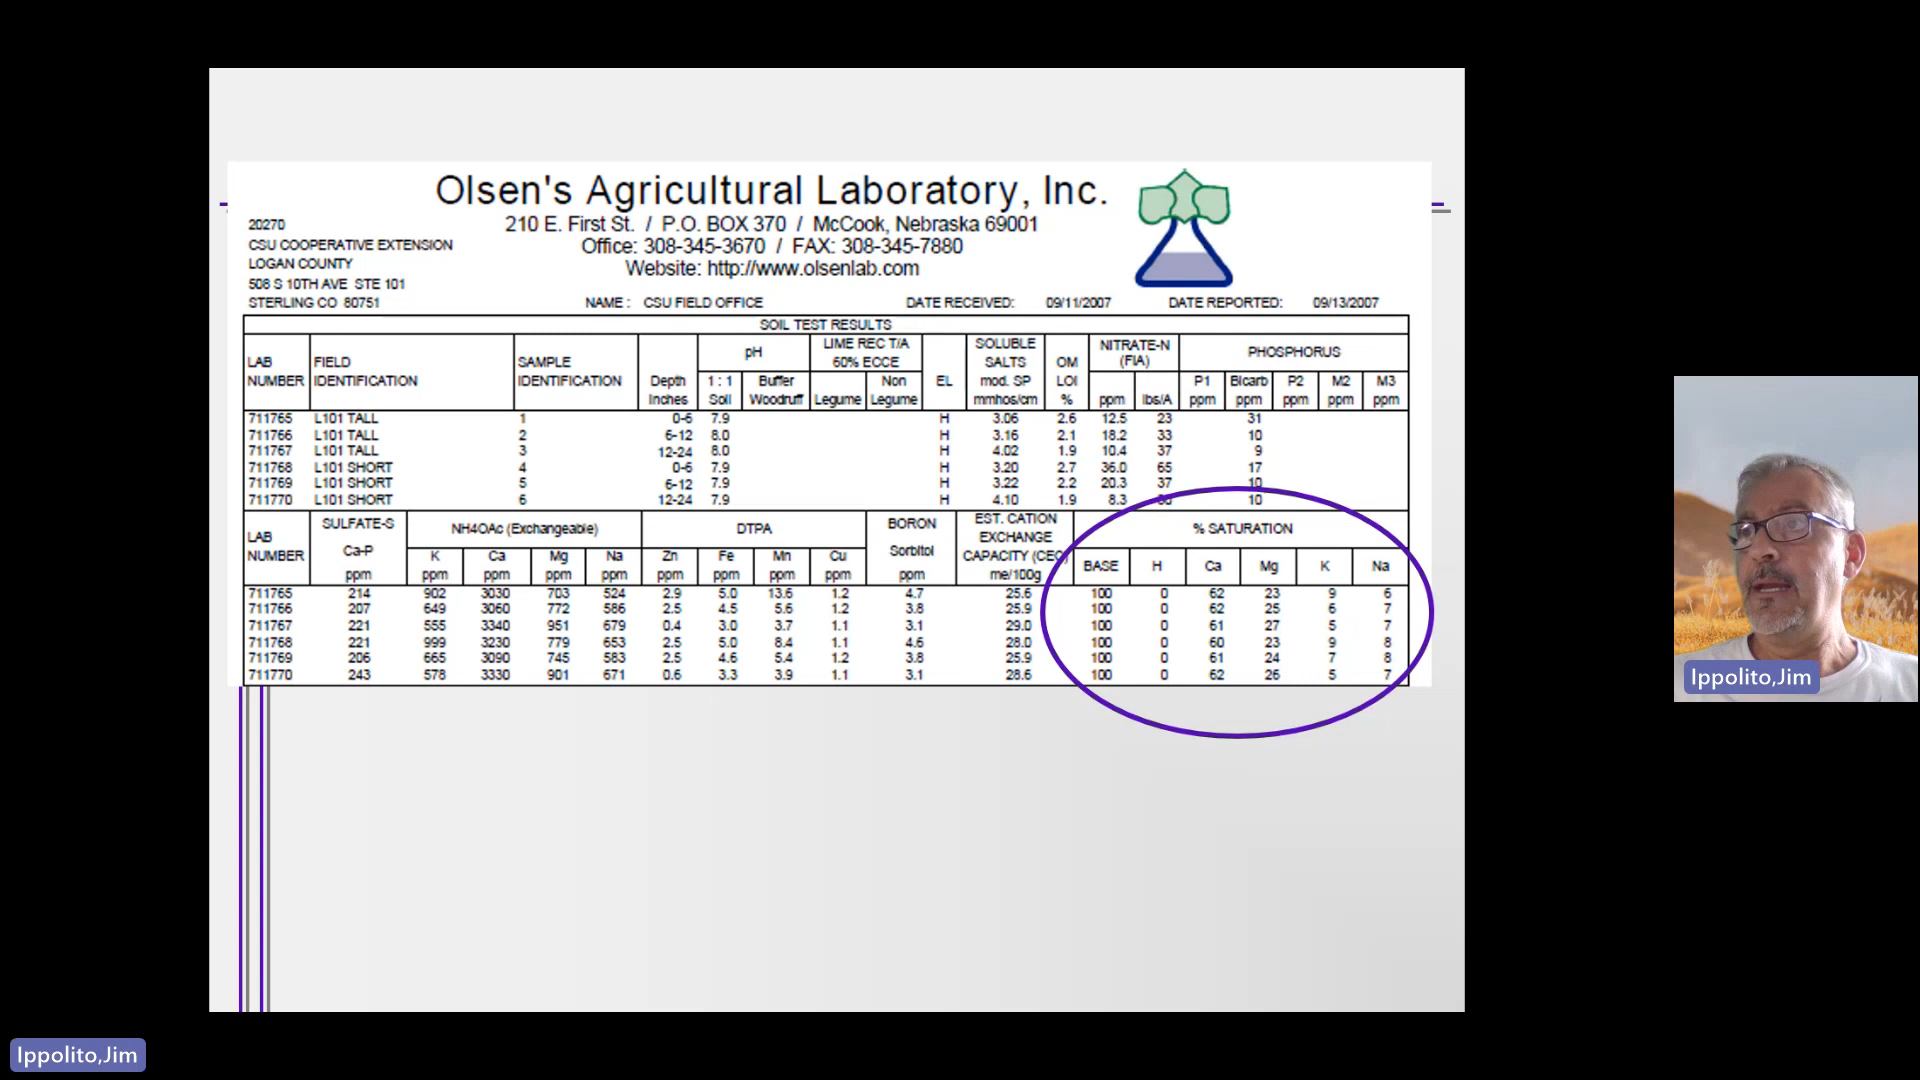 Olsen's Agricultural Laboratory, Inc.
210 E. First St. / P.O. BOX 370 / McCook, Nebraska 69001
Office: 308-345-3670 / FAX: 308-345-7880
Website: http://www.olsenlab.com
20270
CSU COOPERATIVE EXTENSION
LOGAN COUNTY
508 S 10TH AVE STE 101
STERLING CO 80751
NAME : CSU FIELD OFFICE DATE RECEIVED: 09/11/2007 DATE REPORTED: 09/13/2007
SOIL TEST RESULTS
LAB NUMBER FIELD IDENTIFICATION SAMPLE IDENTIFICATION Depth Inches pH 1 : 1 Soil Buffer Woodruff LIME REC T/A 60% ECCE Legume Non Legume EL SOLUBLE SALTS mod. SP mmhos/cm OM LOI % NITRATE-N (FIA) ppm lbs/A PHOSPHORUS P1 ppm Bicarb ppm P2 ppm M2 ppm M3 ppm
711765 L101 TALL 1 0-6 7.9 H 3.06 2.6 12.5 23 31
711766 L101 TALL 2 6-12 8.0 H 3.16 2.1 18.2 33 10
711767 L101 TALL 3 12-24 8.0 H 4.02 1.9 10.4 37 9
711768 L101 SHORT 4 0-6 7.9 H 3.20 2.7 36.0 65 17
711769 L101 SHORT 5 6-12 7.9 H 3.22 2.2 20.3 37 10
711770 L101 SHORT 6 12-24 7.9 H 4.10 1.9 8.3 10
LAB NUMBER SULFATE-S Ca-P ppm NH4OAc (Exchangeable) K ppm Ca ppm Mg ppm Na ppm DTPA Zn ppm Fe ppm Mn ppm Cu ppm BORON Sorbitol ppm EST. CATION EXCHANGE CAPACITY (CEC) me/100g % SATURATION BASE H Ca Mg K Na
711765 214 902 3030 703 524 2.9 5.0 13.6 1.2 4.7 25.6 100 0 62 23 9 6
711766 207 649 3060 772 586 2.5 4.5 5.6 1.2 3.8 25.9 100 0 62 25 6 7
711767 221 555 3340 951 679 0.4 3.0 3.7 1.1 3.1 29.0 100 0 61 27 5 7
711768 221 999 3230 779 653 2.5 5.0 8.4 1.1 4.6 28.0 100 0 60 23 9 8
711769 206 665 3090 745 583 2.5 4.6 5.4 1.2 3.8 25.9 100 0 61 24 7 8
711770 243 578 3330 901 671 0.6 3.3 3.9 1.1 3.1 28.6 100 0 62 26 5 7
Ippolito,Jim
Ippolito,Jim